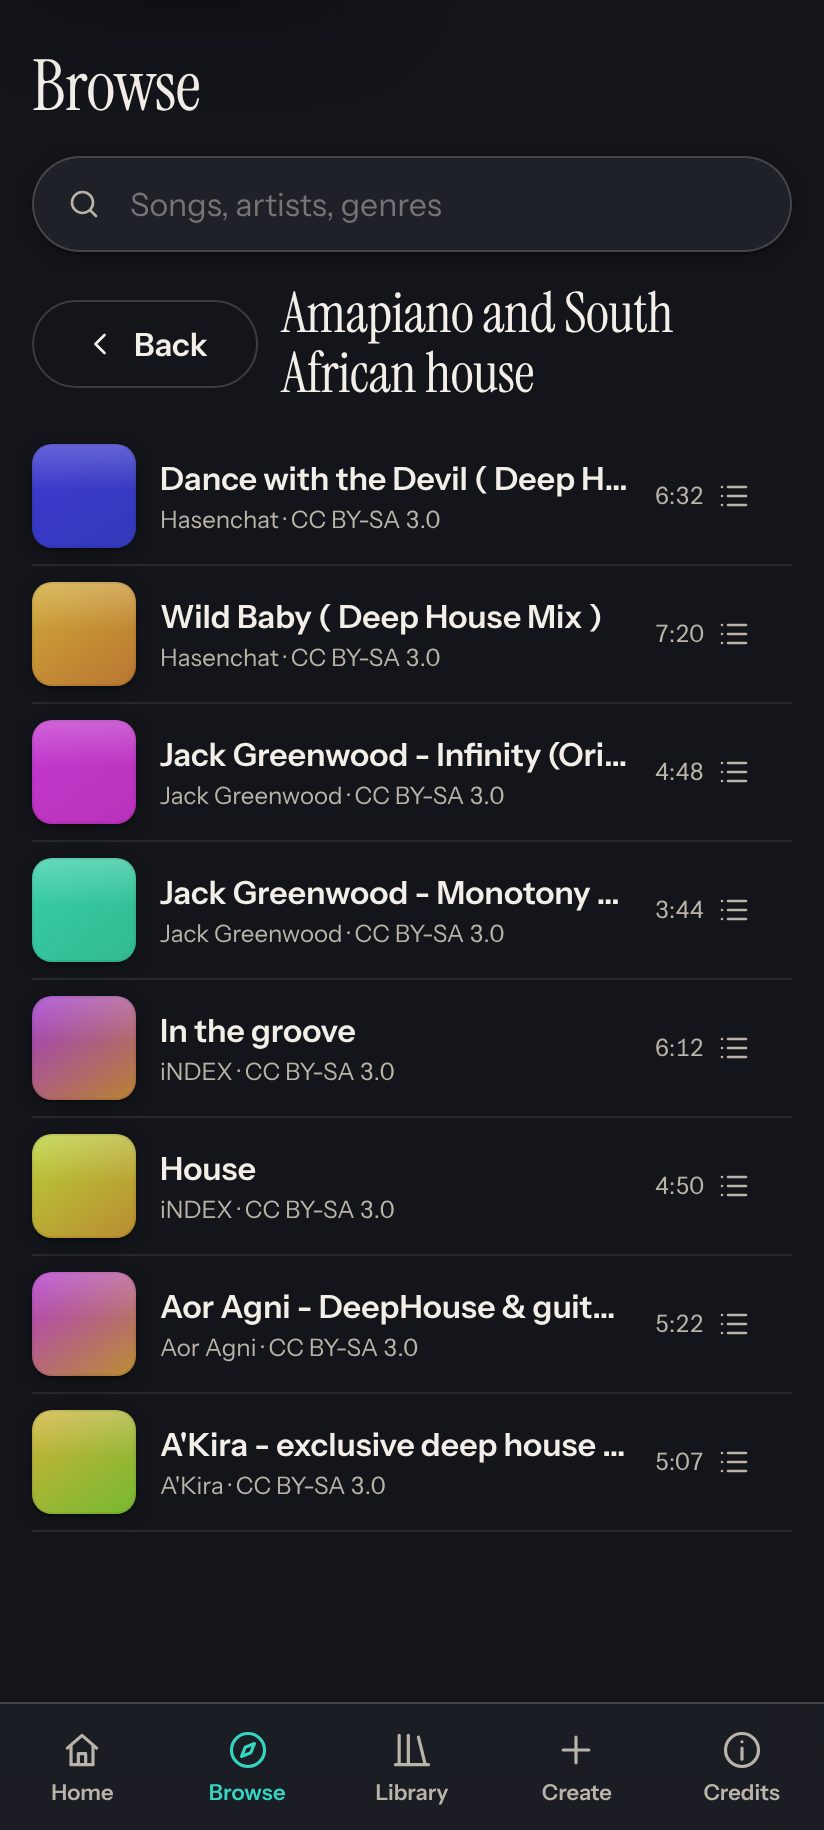 Browse
Songs, artists, genres
Back
Amapiano and South
African house
Dance with the Devil ( Deep H...
6:32
Hasenchat · CC BY-SA 3.0
Wild Baby ( Deep House Mix )
7:20
Hasenchat · CC BY-SA 3.0
Jack Greenwood - Infinity (Ori...
4:48
Jack Greenwood · CC BY-SA 3.0
Jack Greenwood - Monotony ...
3:44
Jack Greenwood · CC BY-SA 3.0
In the groove
6:12
iNDEX · CC BY-SA 3.0
House
4:50
iNDEX · CC BY-SA 3.0
Aor Agni - DeepHouse & guit...
5:22
Aor Agni · CC BY-SA 3.0
A'Kira - exclusive deep house ...
5:07
A'Kira · CC BY-SA 3.0
Home
Browse
Library
Create
Credits